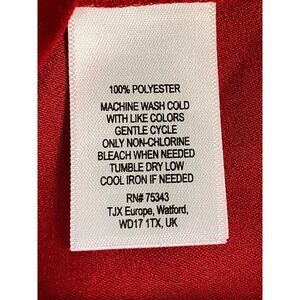 100% POLYESTER
MACHINE WASH COLD
WITH LIKE COLORS
GENTLE CYCLE
ONLY NON-CHLORINE
BLEACH WHEN NEEDED
TUMBLE DRY LOW
COOL IRON IF NEEDED
RN# 75343
TJX Europe, Watford,
WD17 1TX, UK